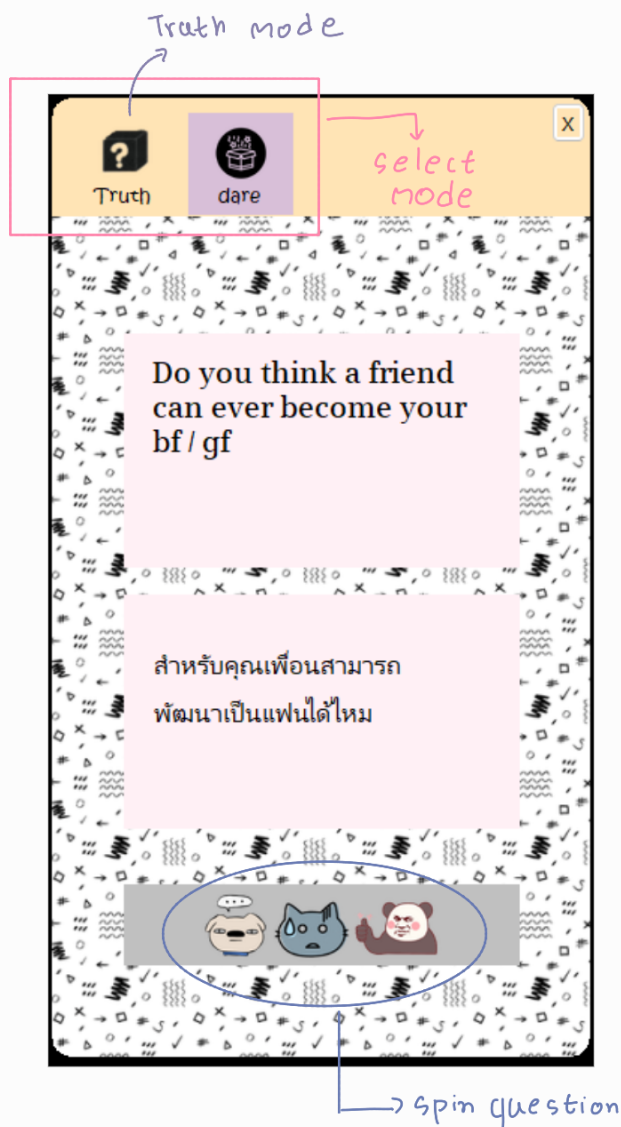 Truth mode
X
select
mode
Truth
dare
Do you think a friend
can ever become your
bf / gf
สำหรับคุณเพื่อนสามารถ
พัฒนาเป็นแฟนได้ไหม
spin question